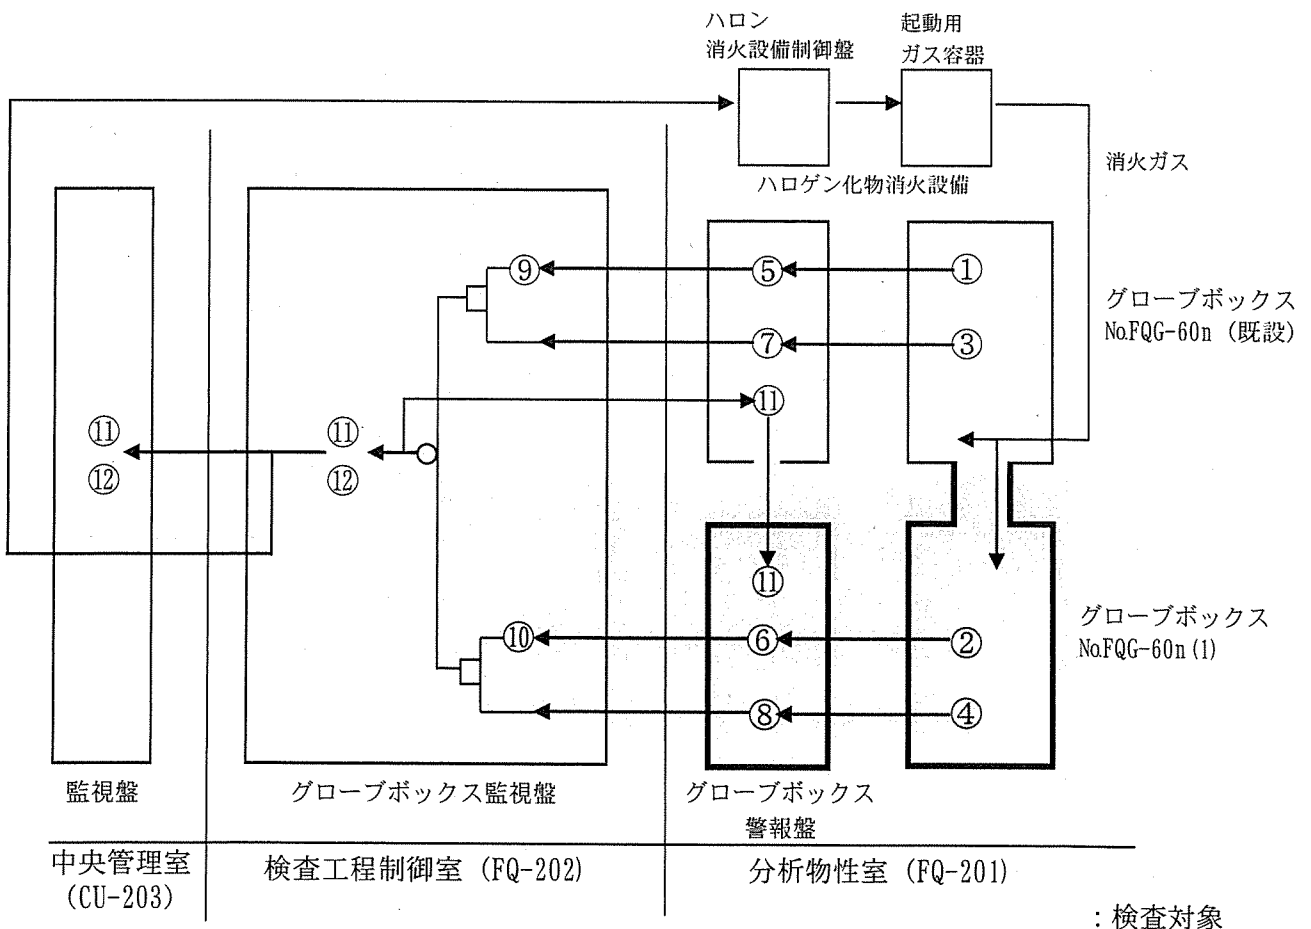 ハロン
消火設備制御盤
起動用
ガス容器
消火ガス
ハロゲン化物消火設備
⑨
⑤
①
グローブボックス
No.FQG-60n (既設)
⑦
③
⑪
⑪
⑫
⑪
⑫
⑪
⑩
⑥
②
グローブボックス
No.FQG-60n(1)
⑧
④
監視盤
グローブボックス監視盤
グローブボックス
警報盤
中央管理室
(CU-203)
検査工程制御室 (FQ-202)
分析物性室 (FQ-201)
：検査対象